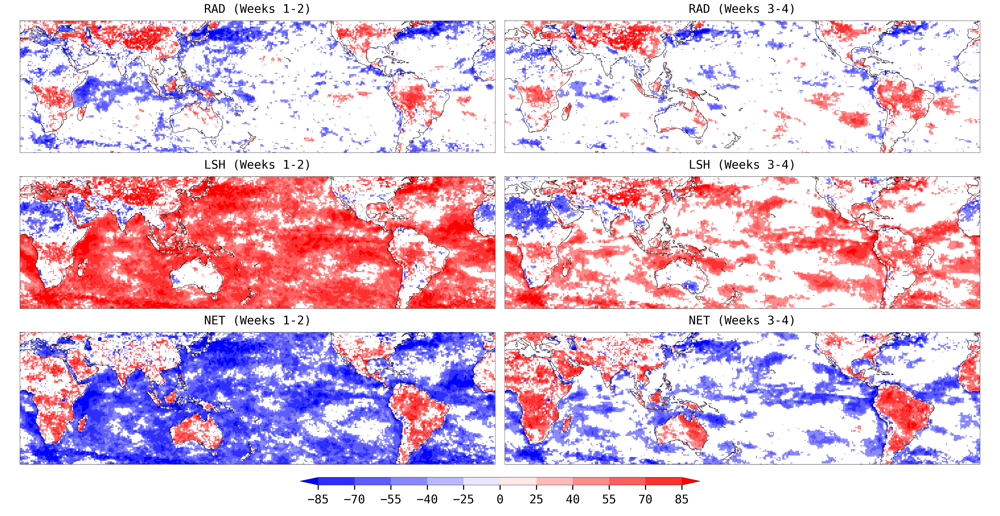 RAD (Weeks 1-2)
RAD (Weeks 3-4)
LSH (Weeks 1-2)
LSH (Weeks 3-4)
NET (Weeks 1-2)
NET (Weeks 3-4)
−85 −70 −55 −40 −25 0 25 40 55 70 85